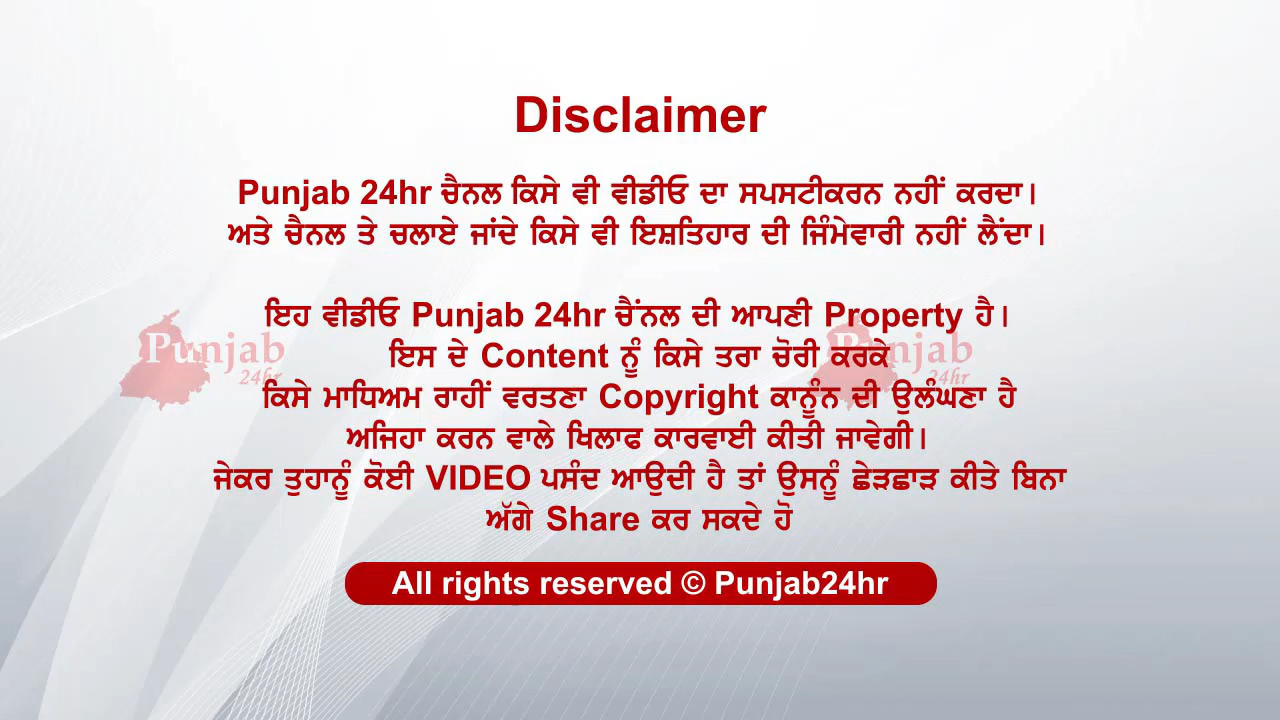 Disclaimer
Punjab 24hr ਚੈਨਲ ਕਿਸੇ ਵੀ ਵੀਡੀਓ ਦਾ ਸਪਸਟੀਕਰਨ ਨਹੀਂ ਕਰਦਾ।
ਅਤੇ ਚੈਨਲ ਤੇ ਚਲਾਏ ਜਾਂਦੇ ਕਿਸੇ ਵੀ ਇਸ਼ਤਿਹਾਰ ਦੀ ਜਿੰਮੇਵਾਰੀ ਨਹੀਂ ਲੈਂਦਾ।
ਇਹ ਵੀਡੀਓ Punjab 24hr ਚੈਂਨਲ ਦੀ ਆਪਣੀ Property ਹੈ।
ਇਸ ਦੇ Content ਨੂੰ ਕਿਸੇ ਤਰਾ ਚੋਰੀ ਕਰਕੇ
ਕਿਸੇ ਮਾਧਿਅਮ ਰਾਹੀਂ ਵਰਤਣਾ Copyright ਕਾਨੂੰਨ ਦੀ ਉਲੰਘਣਾ ਹੈ
ਅਜਿਹਾ ਕਰਨ ਵਾਲੇ ਖਿਲਾਫ ਕਾਰਵਾਈ ਕੀਤੀ ਜਾਵੇਗੀ।
ਜੇਕਰ ਤੁਹਾਨੂੰ ਕੋਈ VIDEO ਪਸੰਦ ਆਉਦੀ ਹੈ ਤਾਂ ਉਸਨੂੰ ਛੇੜਛਾੜ ਕੀਤੇ ਬਿਨਾ
ਅੱਗੇ Share ਕਰ ਸਕਦੇ ਹੋ
All rights reserved © Punjab24hr
Punjab
24hr
Punjab
24hr